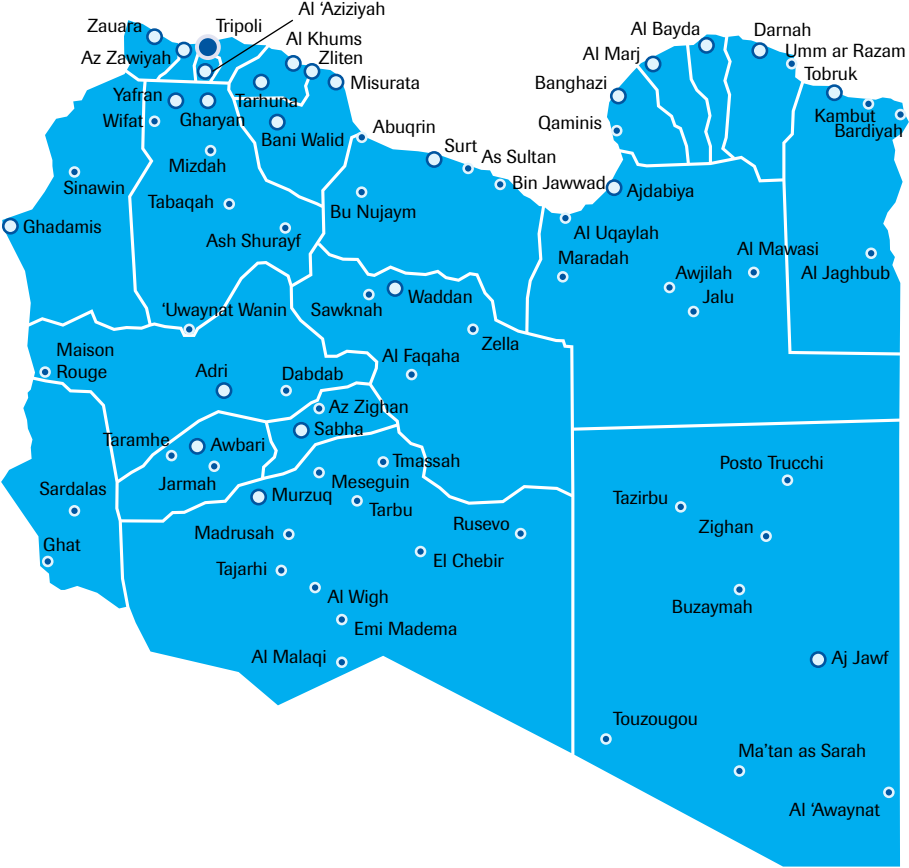 Al ‘Aziziyah
Zauara
Tripoli
Al Bayda
Darnah
Al Khums
Az Zawiyah
Zliten
Al Marj
Umm ar Razam
Tobruk
Misurata
Banghazi
Yafran
Tarhuna
Wifat
Gharyan
Kambut
Qaminis
Abuqrin
Bardiyah
Bani Walid
Surt
As Sultan
Mizdah
Sinawin
Bin Jawwad
Ajdabiya
Tabaqah
Bu Nujaym
Ghadamis
Ash Shurayf
Al Uqaylah
Al Mawasi
Maradah
Awjilah
Al Jaghbub
Jalu
Waddan
‘Uwaynat Wanin
Sawknah
Zella
Maison
Rouge
Al Faqaha
Adri
Dabdab
Az Zighan
Sabha
Taramhe
Awbari
Tmassah
Posto Trucchi
Jarmah
Meseguin
Sardalas
Murzuq
Tarbu
Tazirbu
Rusevo
Zighan
Madrusah
Ghat
El Chebir
Tajarhi
Al Wigh
Buzaymah
Emi Madema
Al Malaqi
Aj Jawf
Touzougou
Ma’tan as Sarah
Al ‘Awaynat